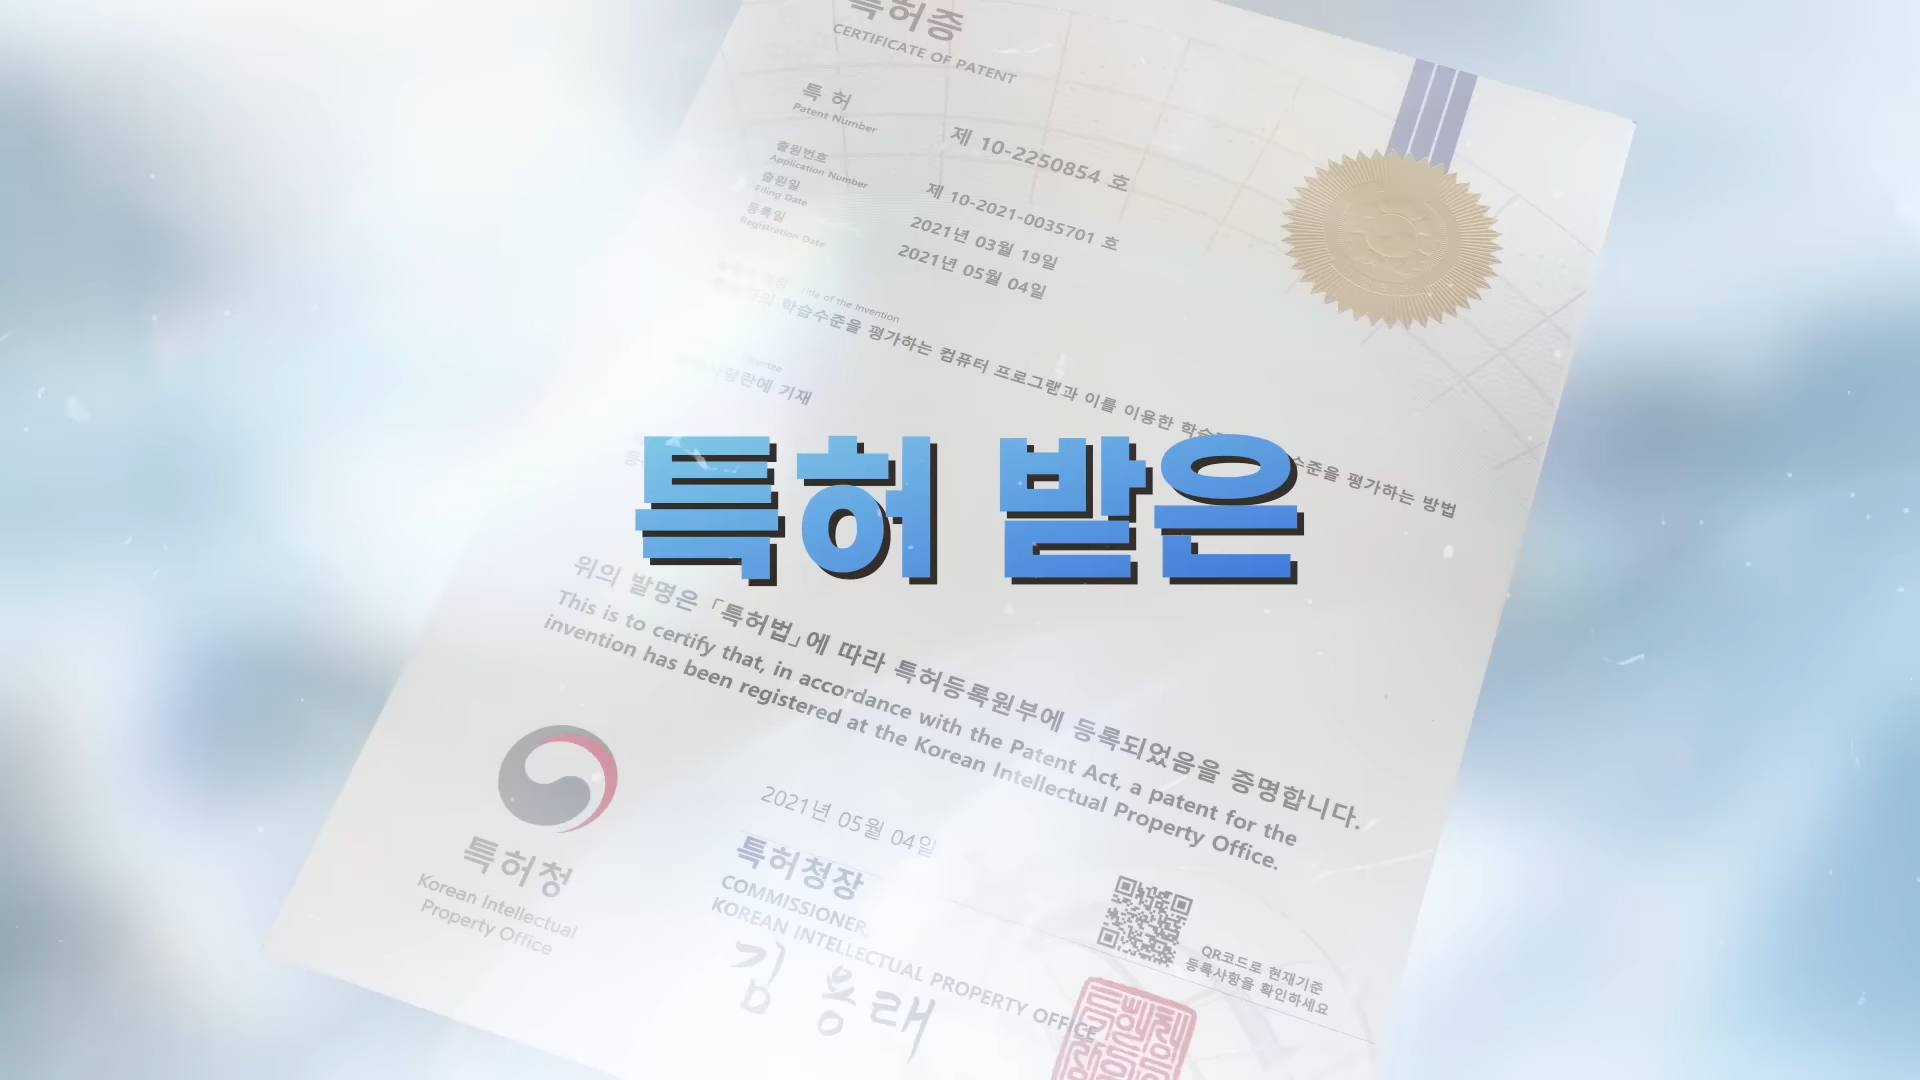 특허증
CERTIFICATE OF PATENT
특 허
Patent Number
제 10-2250854 호
출원번호
Application Number
제 10-2021-0035701 호
출원일
Filing Date
2021년 03월 19일
등록일
Registration Date
2021년 05월 04일
Title of the Invention
학습수준을 평가하는 컴퓨터 프로그램과 이를 이용한 수준을 평가하는 방법
기재
특허 받은
위의 발명은 「특허법」에 따라 특허등록원부에 등록되었음을 증명합니다.
This is to certify that, in accordance with the Patent Act, a patent for the
invention has been registered at the Korean Intellectual Property Office.
2021년 05월 04일
특허청
Korean Intellectual
Property Office
특허청장
COMMISSIONER,
KOREAN INTELLECTUAL PROPERTY OFFICE
김용래
QR코드로 현재기준
등록사항을 확인하세요